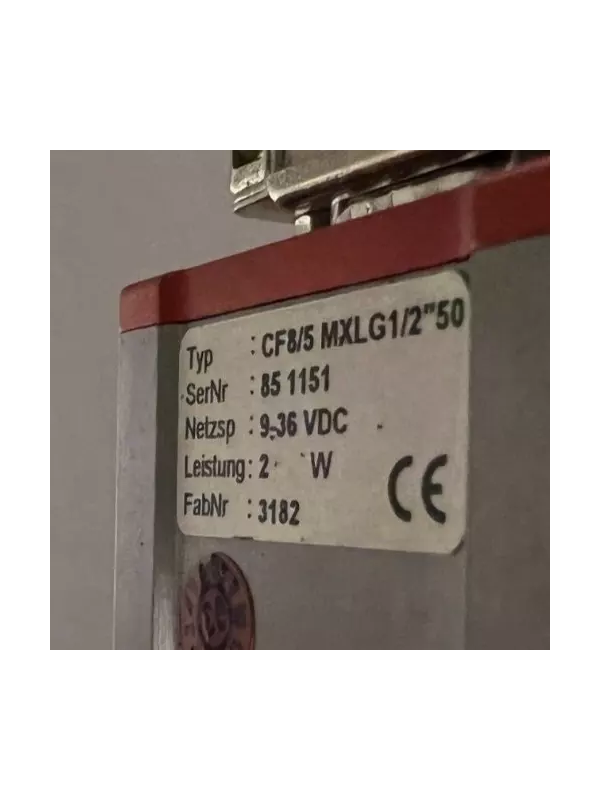 Typ : CF8/5 MXLG1/2"50
SerNr : 85 1151
Netzsp : 9-36 VDC
Leistung: 2 W
FabNr : 3182
CE